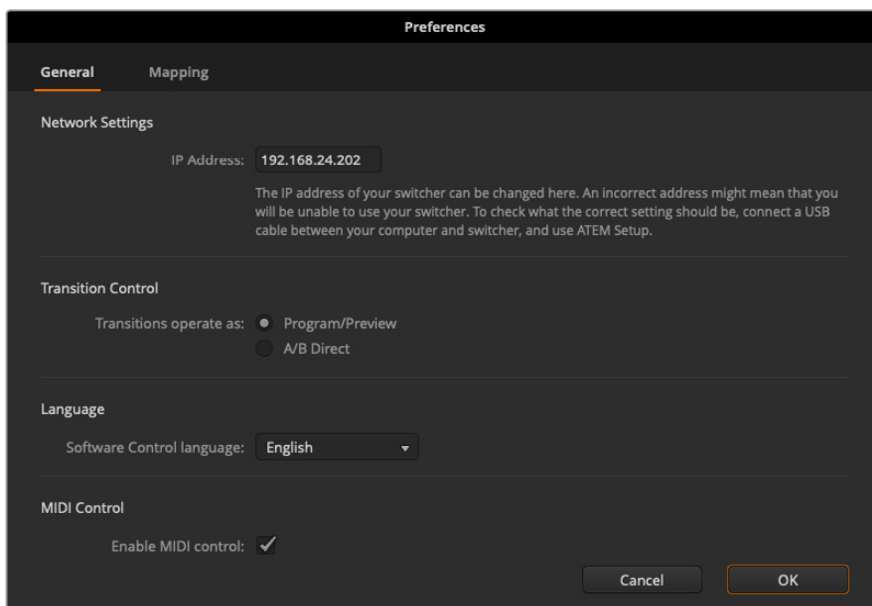 Preferences
General Mapping
Network Settings
IP Address: 192.168.24.202
The IP address of your switcher can be changed here. An incorrect address might mean that you
will be unable to use your switcher. To check what the correct setting should be, connect a USB
cable between your computer and switcher, and use ATEM Setup.
Transition Control
Transitions operate as: Program/Preview
A/B Direct
Language
Software Control language: English
MIDI Control
Enable MIDI control:
Cancel OK